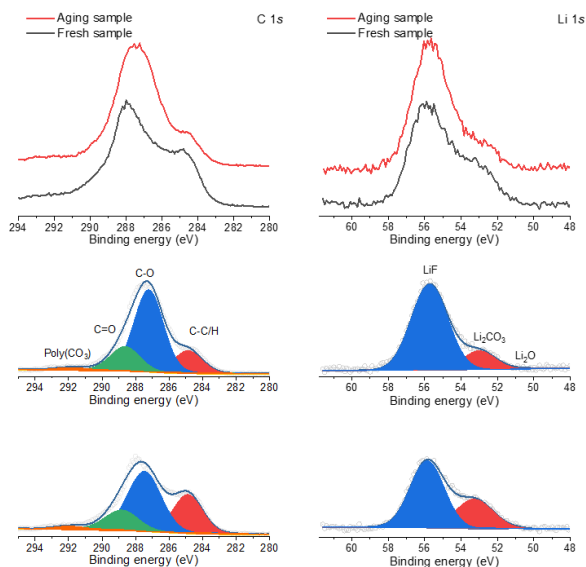 Aging sample
Fresh sample
C 1s
294 292 290 288 286 284 282 280
Binding energy (eV)
Aging sample
Fresh sample
Li 1s
60 58 56 54 52 50 48
Binding energy (eV)
C-O
C=O
C-C/H
Poly(CO₃)
294 292 290 288 286 284 282 280
Binding energy (eV)
LiF
Li₂CO₃
Li₂O
60 58 56 54 52 50 48
Binding energy (eV)
294 292 290 288 286 284 282 280
Binding energy (eV)
60 58 56 54 52 50 48
Binding energy (eV)